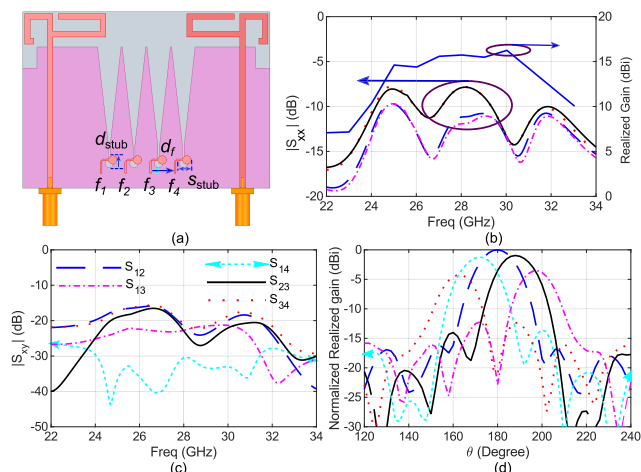 d_stub
d_f
s_stub
f_1 f_2 f_3 f_4
(a)
0
-5
-10
-15
-20
|S_xx| (dB)
20
15
10
5
0
Realized Gain (dBi)
22 24 26 28 30 32 34
Freq (GHz)
(b)
0
-10
-20
-30
-40
-50
|S_xy| (dB)
S_12
S_13
S_14
S_23
S_34
22 24 26 28 30 32 34
Freq (GHz)
(c)
0
-5
-10
-15
-20
-25
-30
Normalized Realized gain (dBi)
120 140 160 180 200 220 240
θ (Degree)
(d)